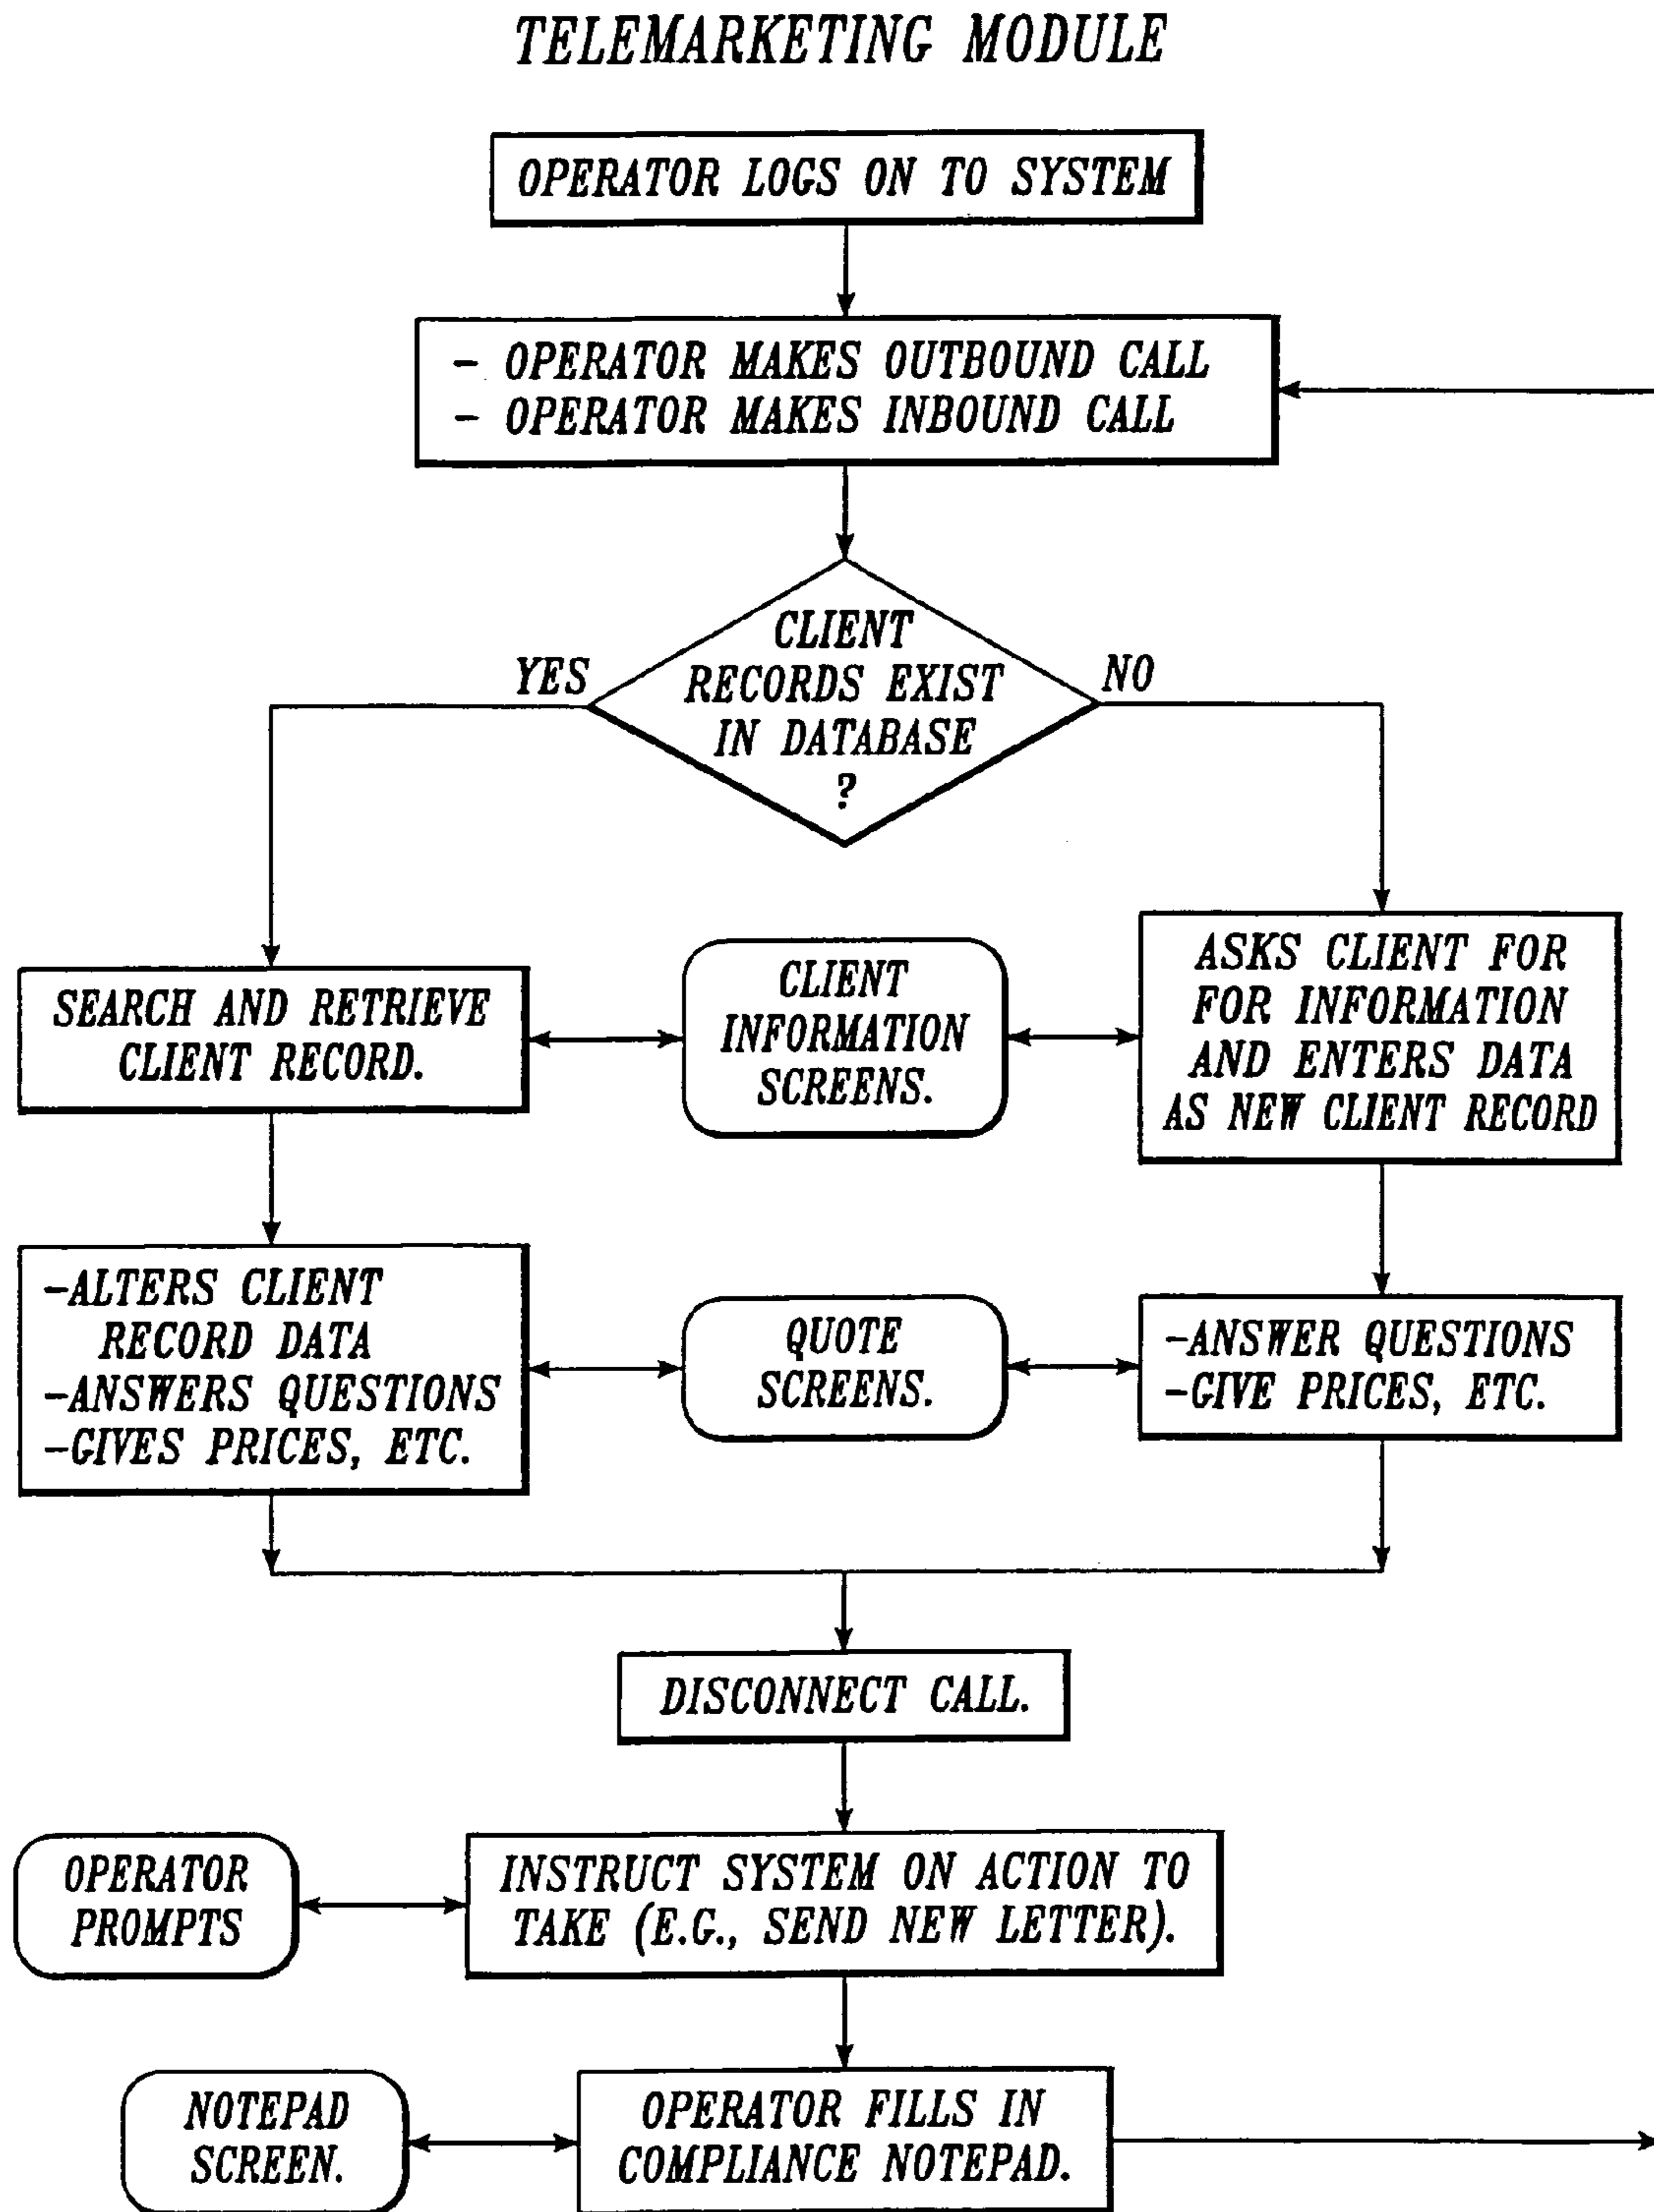 TELEMARKETING MODULE
OPERATOR LOGS ON TO SYSTEM
- OPERATOR MAKES OUTBOUND CALL
- OPERATOR MAKES INBOUND CALL
CLIENT
RECORDS EXIST
IN DATABASE
?
YES
NO
SEARCH AND RETRIEVE
CLIENT RECORD.
CLIENT
INFORMATION
SCREENS.
ASKS CLIENT FOR
FOR INFORMATION
AND ENTERS DATA
AS NEW CLIENT RECORD
-ALTERS CLIENT
RECORD DATA
-ANSWERS QUESTIONS
-GIVES PRICES, ETC.
QUOTE
SCREENS.
-ANSWER QUESTIONS
-GIVE PRICES, ETC.
DISCONNECT CALL.
OPERATOR
PROMPTS
INSTRUCT SYSTEM ON ACTION TO
TAKE (E.G., SEND NEW LETTER).
NOTEPAD
SCREEN.
OPERATOR FILLS IN
COMPLIANCE NOTEPAD.